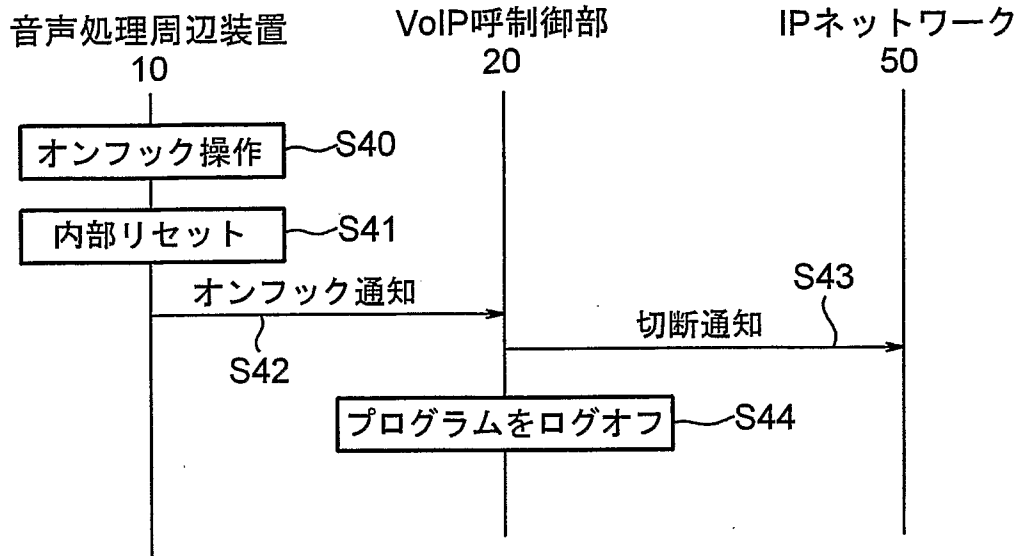 音声処理周辺装置
10
VoIP呼制御部
20
IPネットワーク
50
オンフック操作
S40
内部リセット
S41
オンフック通知
S42
切断通知
S43
プログラムをログオフ
S44